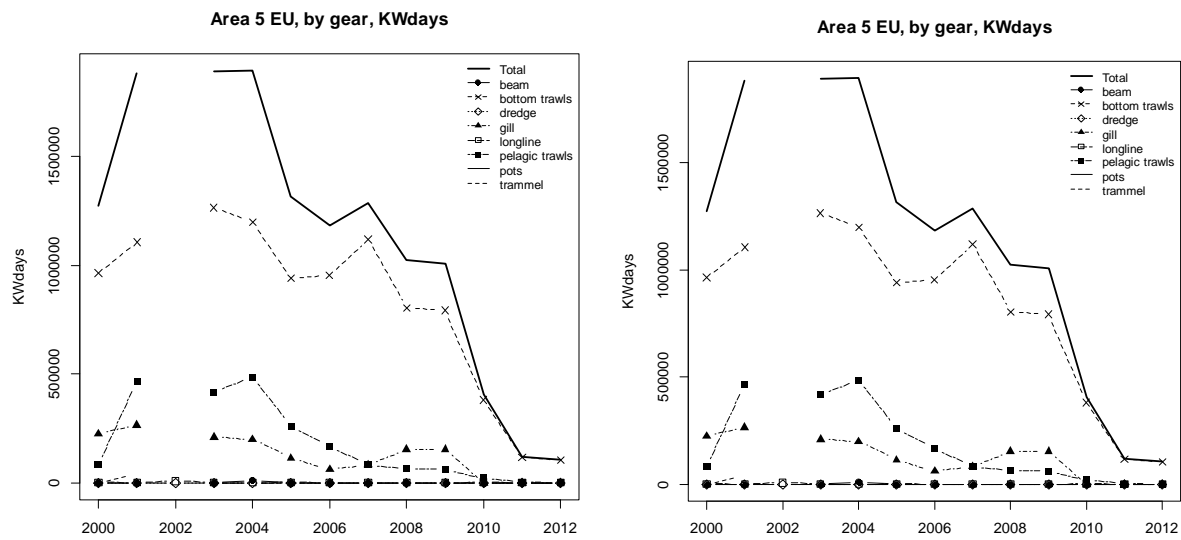 Area 5 EU, by gear, KWdays
KWdays
0
500000
1000000
1500000
2000
2002
2004
2006
2008
2010
2012
Total
beam
bottom trawls
dredge
gill
longline
pelagic trawls
pots
trammel
Area 5 EU, by gear, KWdays
KWdays
0
500000
1000000
1500000
2000
2002
2004
2006
2008
2010
2012
Total
beam
bottom trawls
dredge
gill
longline
pelagic trawls
pots
trammel